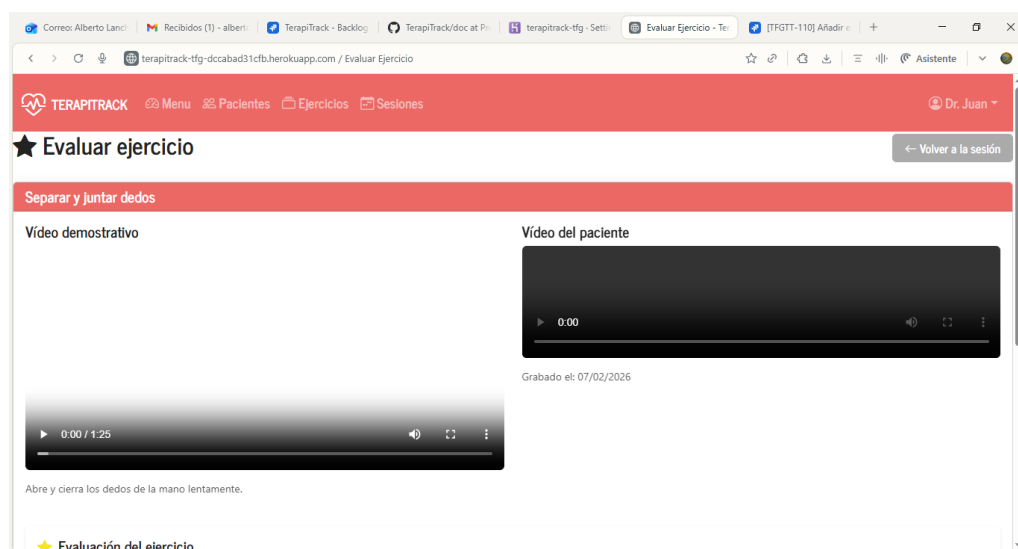 Correo: Alberto Lanch
Recibidos (1) - alberto
TerapiTrack - Backlog
TerapiTrack/doc at Pr
terapitrack-tfg · Setti
Evaluar Ejercicio - Ter
[TFGTT-110] Añadir e
terapitrack-tfg-dccabad31cfb.herokuapp.com / Evaluar Ejercicio
Asistente
TERAPITRACK Menu Pacientes Ejercicios Sesiones Dr. Juan
Evaluar ejercicio
← Volver a la sesión
Separar y juntar dedos
Vídeo demostrativo
Vídeo del paciente
0:00
Grabado el: 07/02/2026
0:00 / 1:25
Abre y cierra los dedos de la mano lentamente.
Evaluación del ejercicio